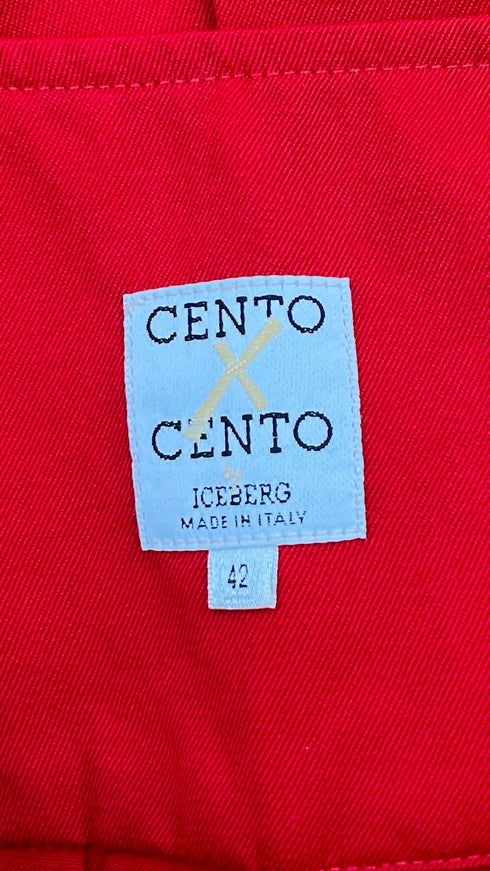 CENTO
X
CENTO
by
ICEBERG
MADE IN ITALY
42